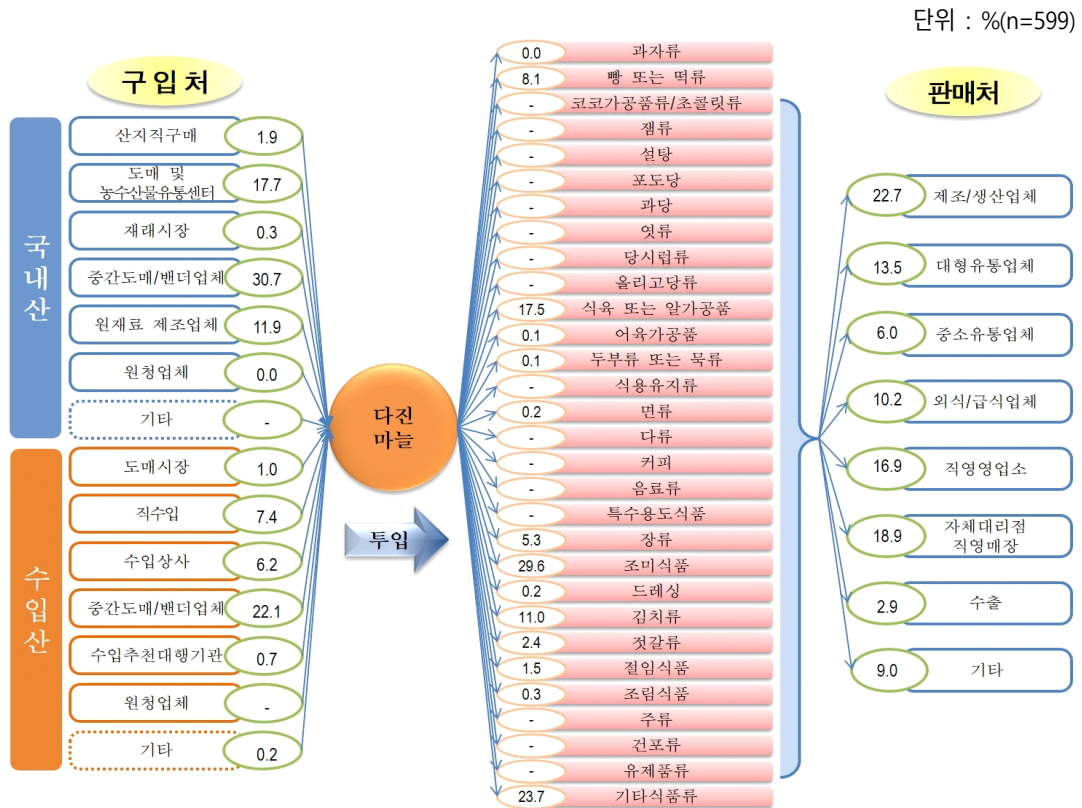 단위 : %(n=599)
구입처
국내산
산지직구매 1.9
도매 및
농수산물유통센터 17.7
재래시장 0.3
중간도매/밴더업체 30.7
원재료 제조업체 11.9
원청업체 0.0
기타 -
수입산
도매시장 1.0
직수입 7.4
수입상사 6.2
중간도매/밴더업체 22.1
수입추천대행기관 0.7
원청업체 -
기타 0.2
다진
마늘
투입
0.0 과자류
8.1 빵 또는 떡류
- 코코가공품류/초콜릿류
- 잼류
- 설탕
- 포도당
- 과당
- 엿류
- 당시럽류
- 올리고당류
17.5 식육 또는 알가공품
0.1 어육가공품
0.1 두부류 또는 묵류
- 식용유지류
0.2 면류
- 다류
- 커피
- 음료류
- 특수용도식품
5.3 장류
29.6 조미식품
0.2 드레싱
11.0 김치류
2.4 젓갈류
1.5 절임식품
0.3 조림식품
- 주류
- 건포류
- 유제품류
23.7 기타식품류
판매처
22.7 제조/생산업체
13.5 대형유통업체
6.0 중소유통업체
10.2 외식/급식업체
16.9 직영영업소
18.9 자체대리점
직영매장
2.9 수출
9.0 기타